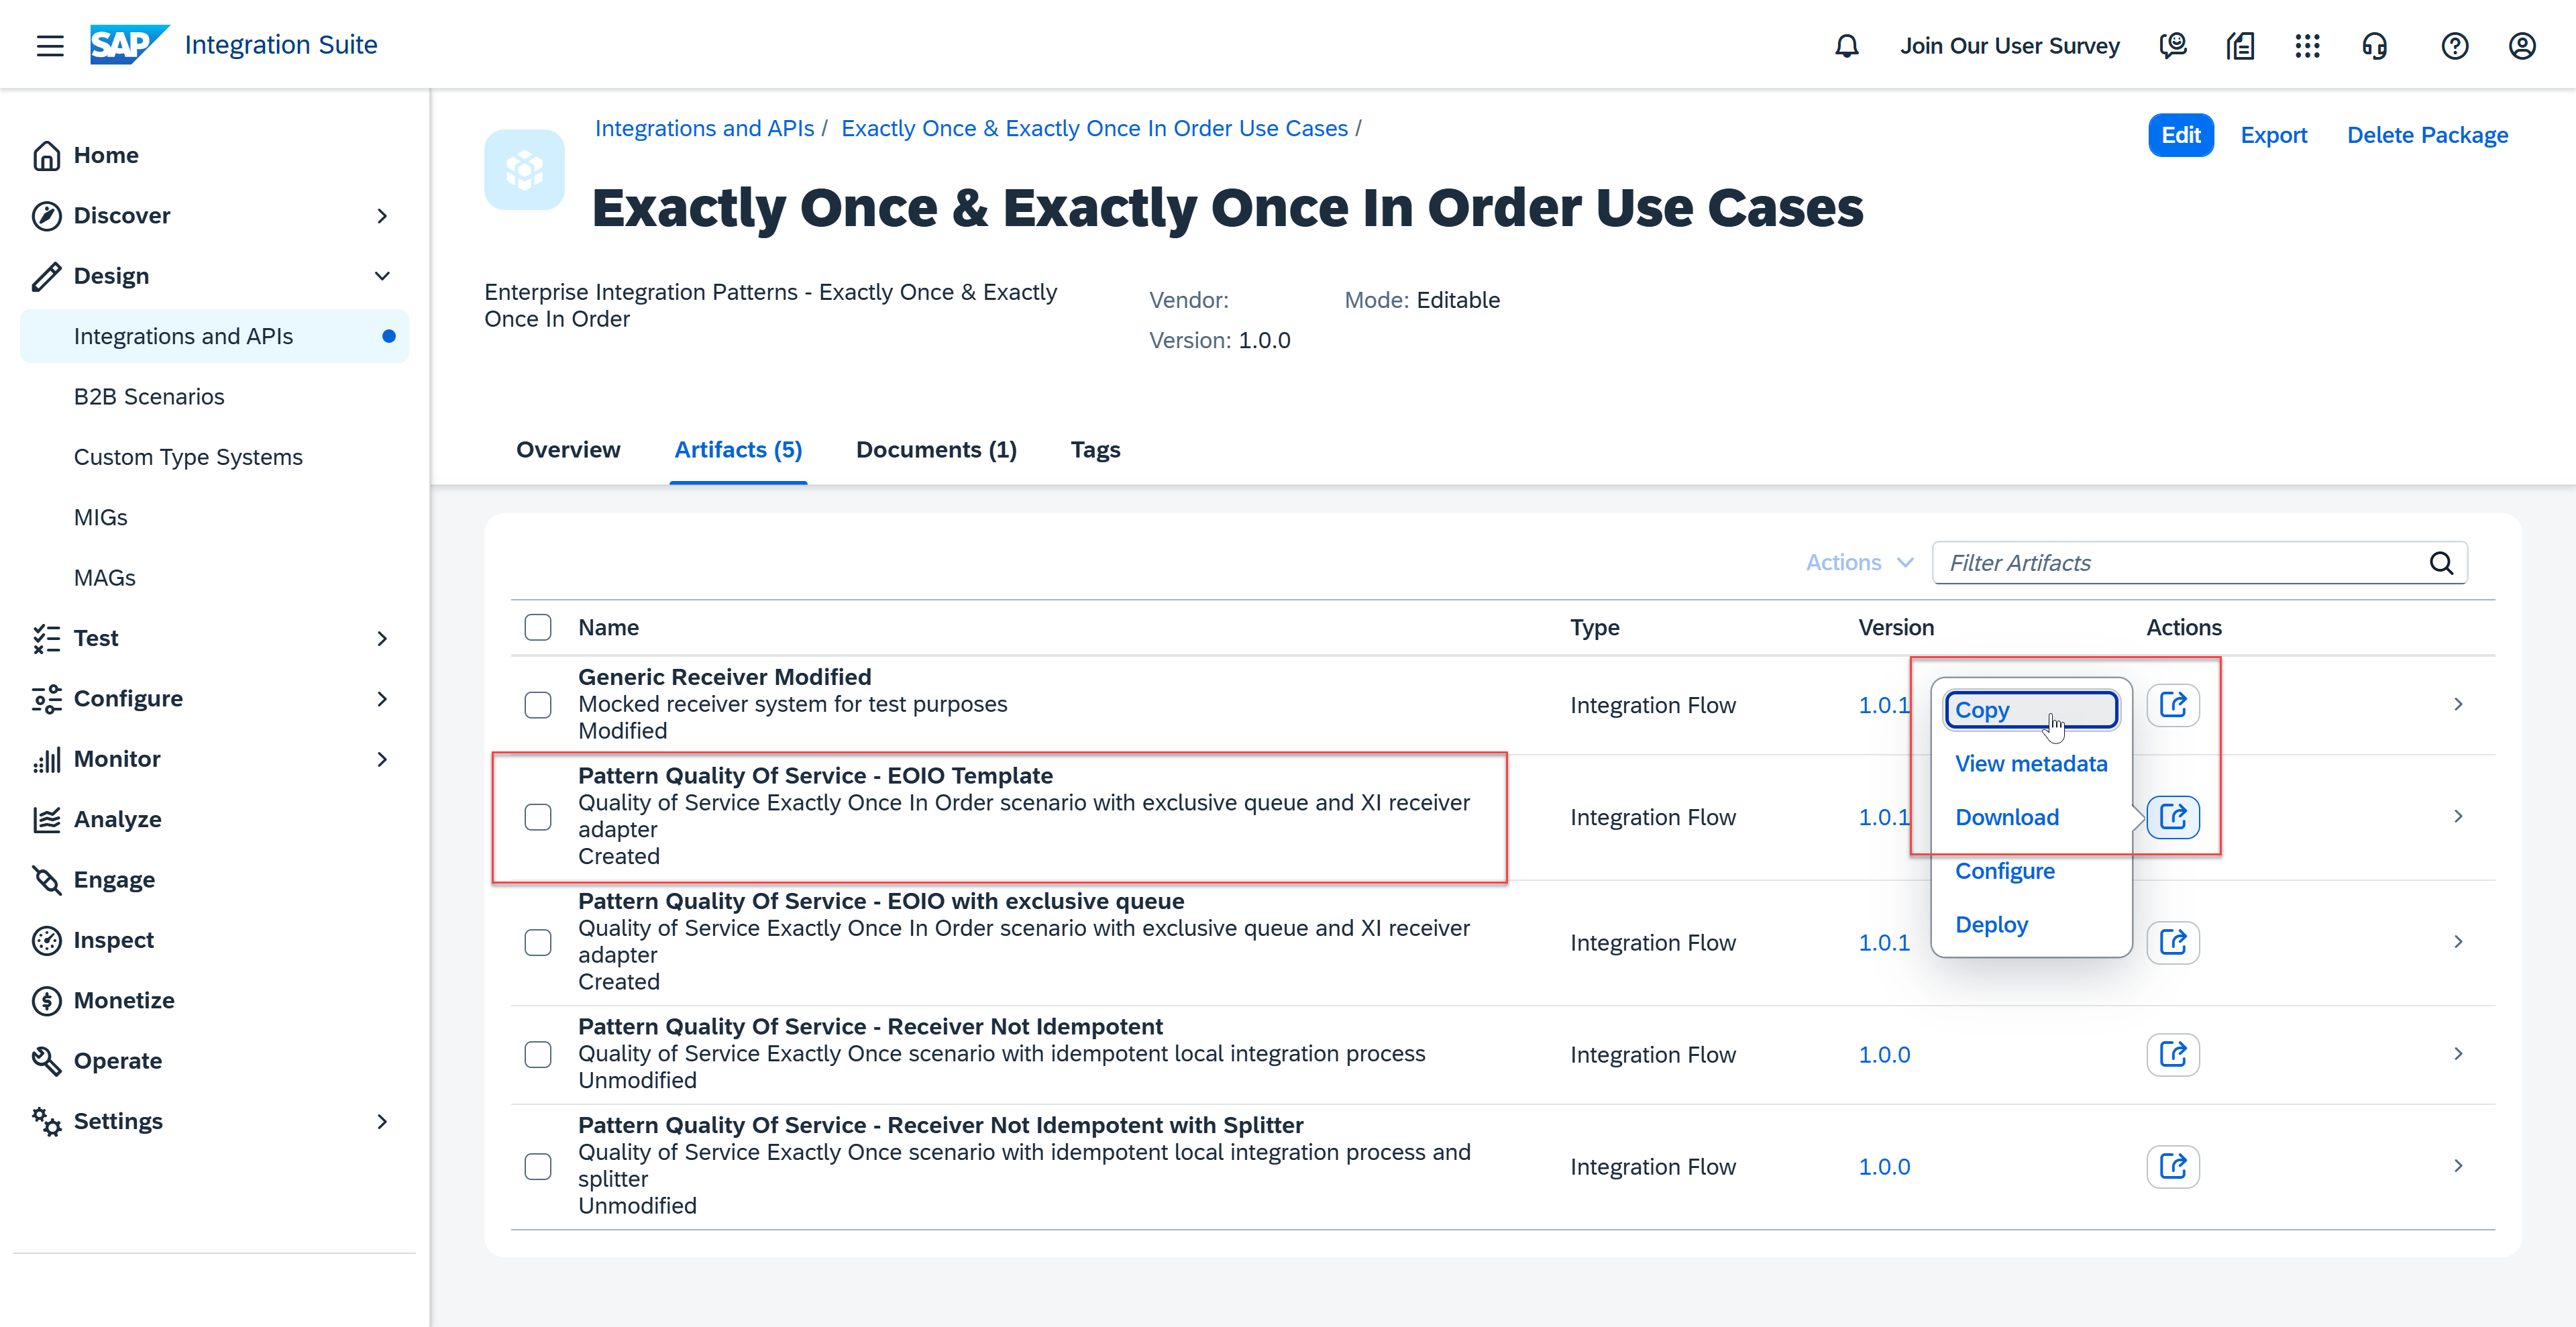 SAP Integration Suite
Join Our User Survey
Home
Discover
Design
Integrations and APIs
B2B Scenarios
Custom Type Systems
MIGs
MAGs
Test
Configure
Monitor
Analyze
Engage
Inspect
Monetize
Operate
Settings
Integrations and APIs / Exactly Once & Exactly Once In Order Use Cases /
Edit Export Delete Package
Exactly Once & Exactly Once In Order Use Cases
Enterprise Integration Patterns - Exactly Once & Exactly
Once In Order
Vendor:
Mode: Editable
Version: 1.0.0
Overview Artifacts (5) Documents (1) Tags
Actions Filter Artifacts
Name Type Version Actions
Generic Receiver Modified
Mocked receiver system for test purposes
Modified
Integration Flow 1.0.1
Pattern Quality Of Service - EOIO Template
Quality of Service Exactly Once In Order scenario with exclusive queue and XI receiver
adapter
Created
Integration Flow 1.0.1
Copy
View metadata
Download
Configure
Deploy
Pattern Quality Of Service - EOIO with exclusive queue
Quality of Service Exactly Once In Order scenario with exclusive queue and XI receiver
adapter
Created
Integration Flow 1.0.1
Pattern Quality Of Service - Receiver Not Idempotent
Quality of Service Exactly Once scenario with idempotent local integration process
Unmodified
Integration Flow 1.0.0
Pattern Quality Of Service - Receiver Not Idempotent with Splitter
Quality of Service Exactly Once scenario with idempotent local integration process and
splitter
Unmodified
Integration Flow 1.0.0